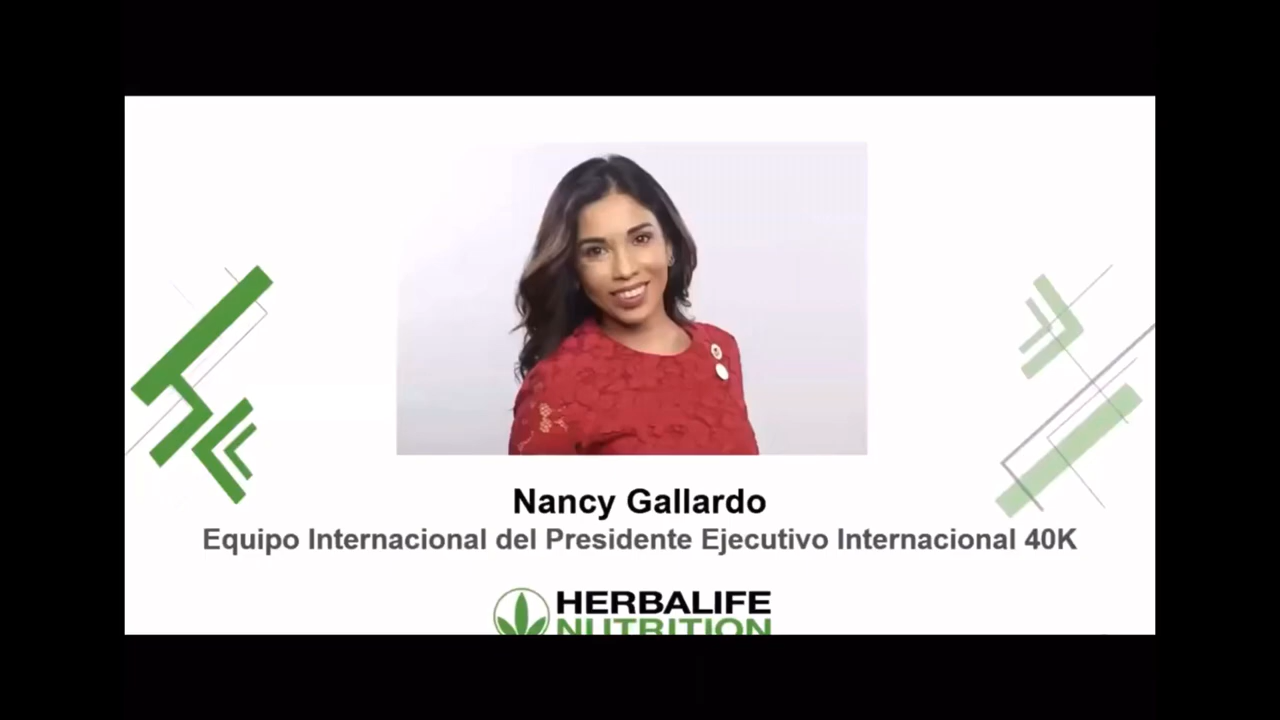 Nancy Gallardo
Equipo Internacional del Presidente Ejecutivo Internacional 40K
HERBALIFE
NUTRITION